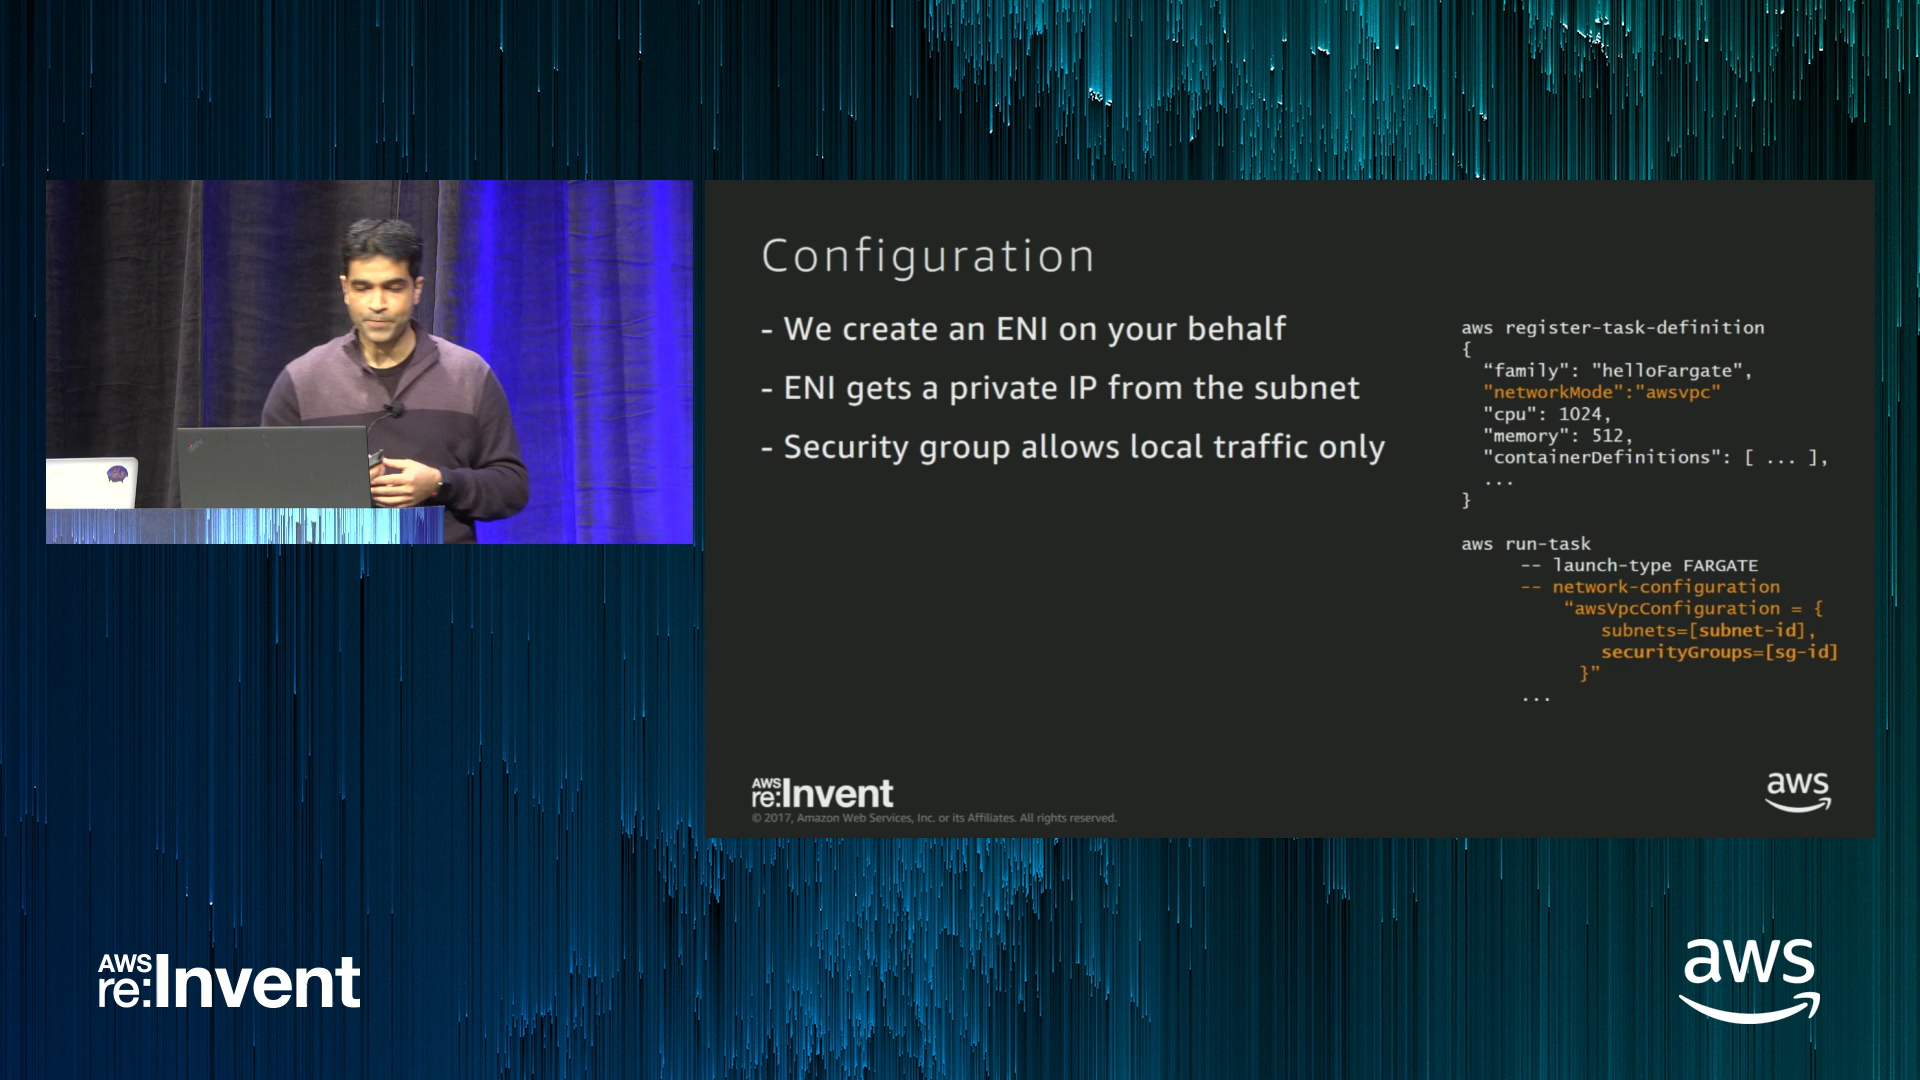 Configuration
- We create an ENI on your behalf
- ENI gets a private IP from the subnet
- Security group allows local traffic only
aws register-task-definition
{
“family": "helloFargate",
"networkMode":"awsvpc"
"cpu": 1024,
"memory": 512,
"containerDefinitions": [ ... ],
...
}
aws run-task
-- launch-type FARGATE
-- network-configuration
“awsVpcConfiguration = {
subnets=[subnet-id],
securityGroups=[sg-id]
}”
...
AWS
re:Invent
© 2017, Amazon Web Services, Inc. or its Affiliates. All rights reserved.
aws
AWS
re:Invent
aws